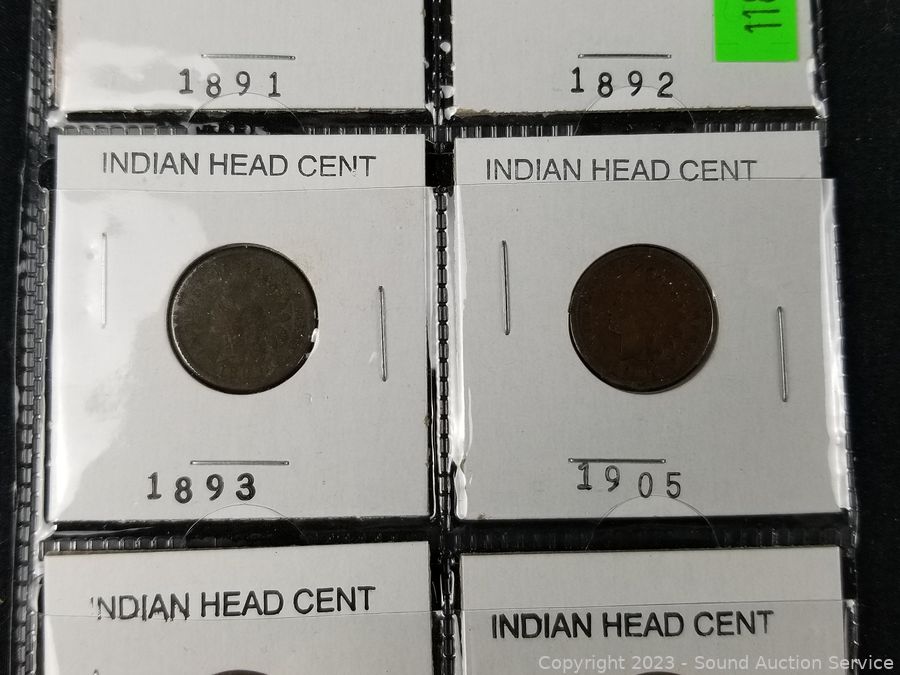 118
1891
1892
INDIAN HEAD CENT
INDIAN HEAD CENT
1893
1905
INDIAN HEAD CENT
INDIAN HEAD CENT
Copyright 2023 - Sound Auction Service